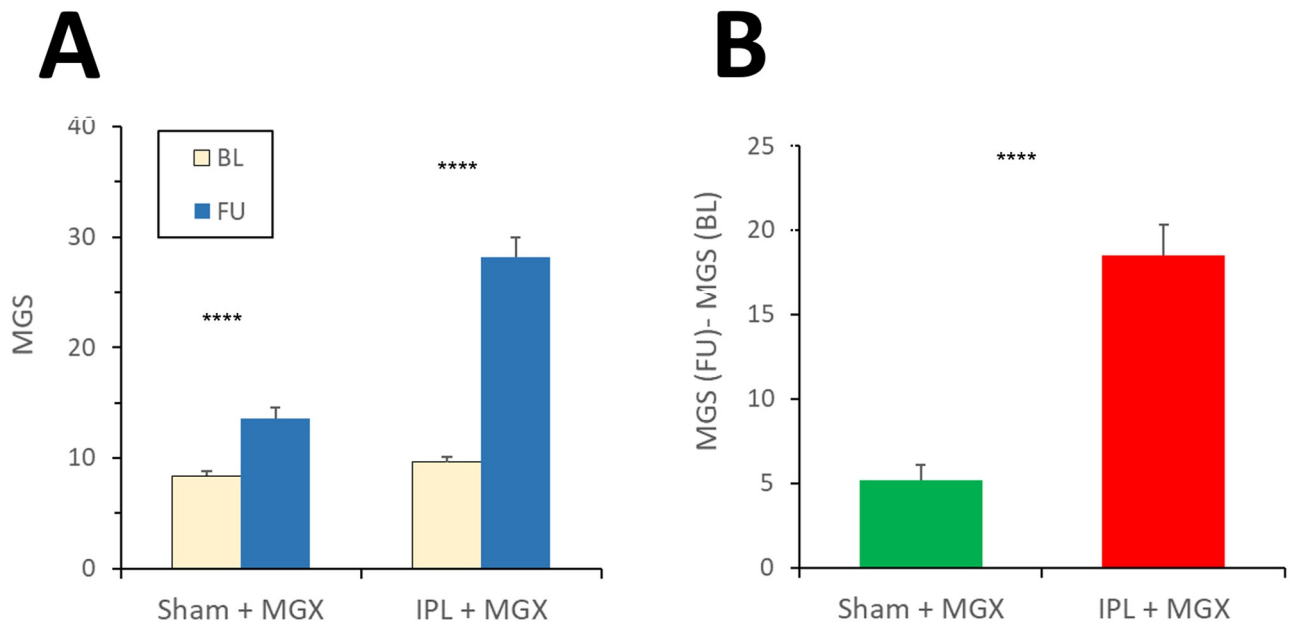 A
B
40
30
20
10
0
MGS
BL
FU
****
****
Sham + MGX
IPL + MGX
25
20
15
10
5
0
MGS (FU)- MGS (BL)
****
Sham + MGX
IPL + MGX